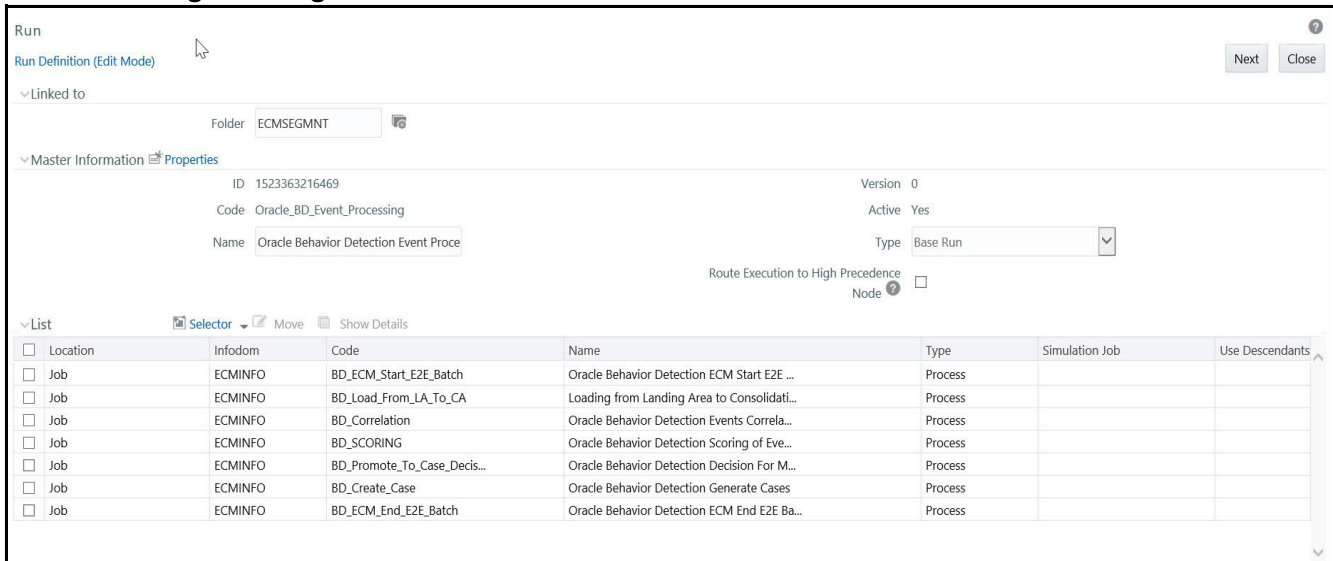 Run
Run Definition (Edit Mode)
Next Close
Linked to
Folder ECMSEGMNT
Master Information Properties
ID 1523363216469 Version 0
Code Oracle_BD_Event_Processing Active Yes
Name Oracle Behavior Detection Event Proce Type Base Run
Route Execution to High Precedence
Node
List Selector Move Show Details
Location Infodom Code Name Type Simulation Job Use Descendants
Job ECMINFO BD_ECM_Start_E2E_Batch Oracle Behavior Detection ECM Start E2E ... Process
Job ECMINFO BD_Load_From_LA_To_CA Loading from Landing Area to Consolidati... Process
Job ECMINFO BD_Correlation Oracle Behavior Detection Events Correla... Process
Job ECMINFO BD_SCORING Oracle Behavior Detection Scoring of Eve... Process
Job ECMINFO BD_Promote_To_Case_Decis... Oracle Behavior Detection Decision For M... Process
Job ECMINFO BD_Create_Case Oracle Behavior Detection Generate Cases Process
Job ECMINFO BD_ECM_End_E2E_Batch Oracle Behavior Detection ECM End E2E Ba... Process